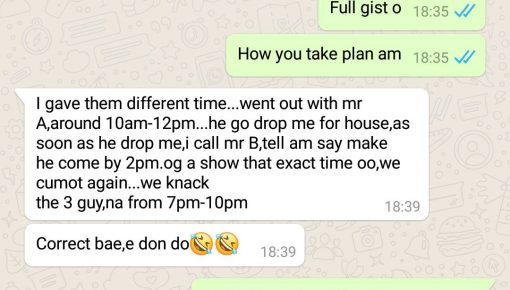 Full gist o 18:35
How you take plan am 18:35
I gave them different time...went out with mr
A,around 10am-12pm...he go drop me for house,as
soon as he drop me,i call mr B,tell am say make
he come by 2pm.og a show that exact time oo,we
cumot again...we knack
the 3 guy,na from 7pm-10pm
18:39
Correct bae,e don do🤣🤣 18:39